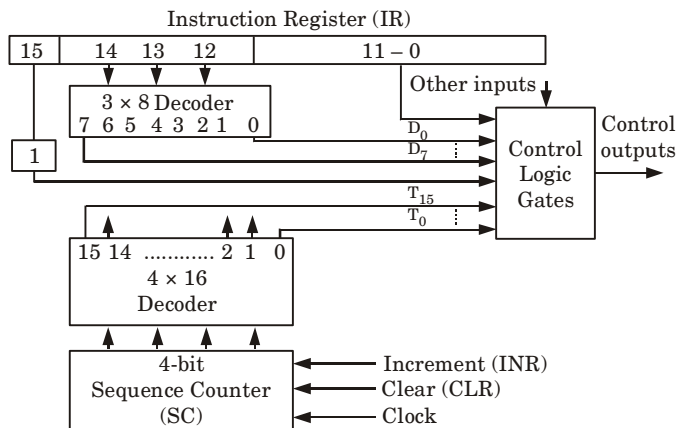 Instruction Register (IR)
15 14 13 12 11 – 0
Other inputs
3 × 8 Decoder
7 6 5 4 3 2 1 0
D0
D7
1
Control
Logic
Gates
Control
outputs
T15
T0
15 14 ............ 2 1 0
4 × 16
Decoder
4-bit
Sequence Counter
(SC)
Increment (INR)
Clear (CLR)
Clock